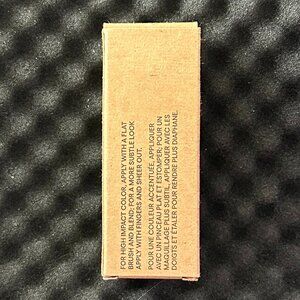 FOR HIGH IMPACT COLOR, APPLY WITH A FLAT
BRUSH AND BLEND; FOR A MORE SUBTLE LOOK
APPLY WITH FINGERS AND SHEER OUT.
POUR UNE COULEUR ACCENTUÉE, APPLIQUER
AVEC UN PINCEAU PLAT ET ESTOMPER; POUR UN
MAQUILLAGE PLUS SUBTIL, APPLIQUER AVEC LES
DOIGTS ET ÉTALER POUR RENDRE PLUS DIAPHANE.